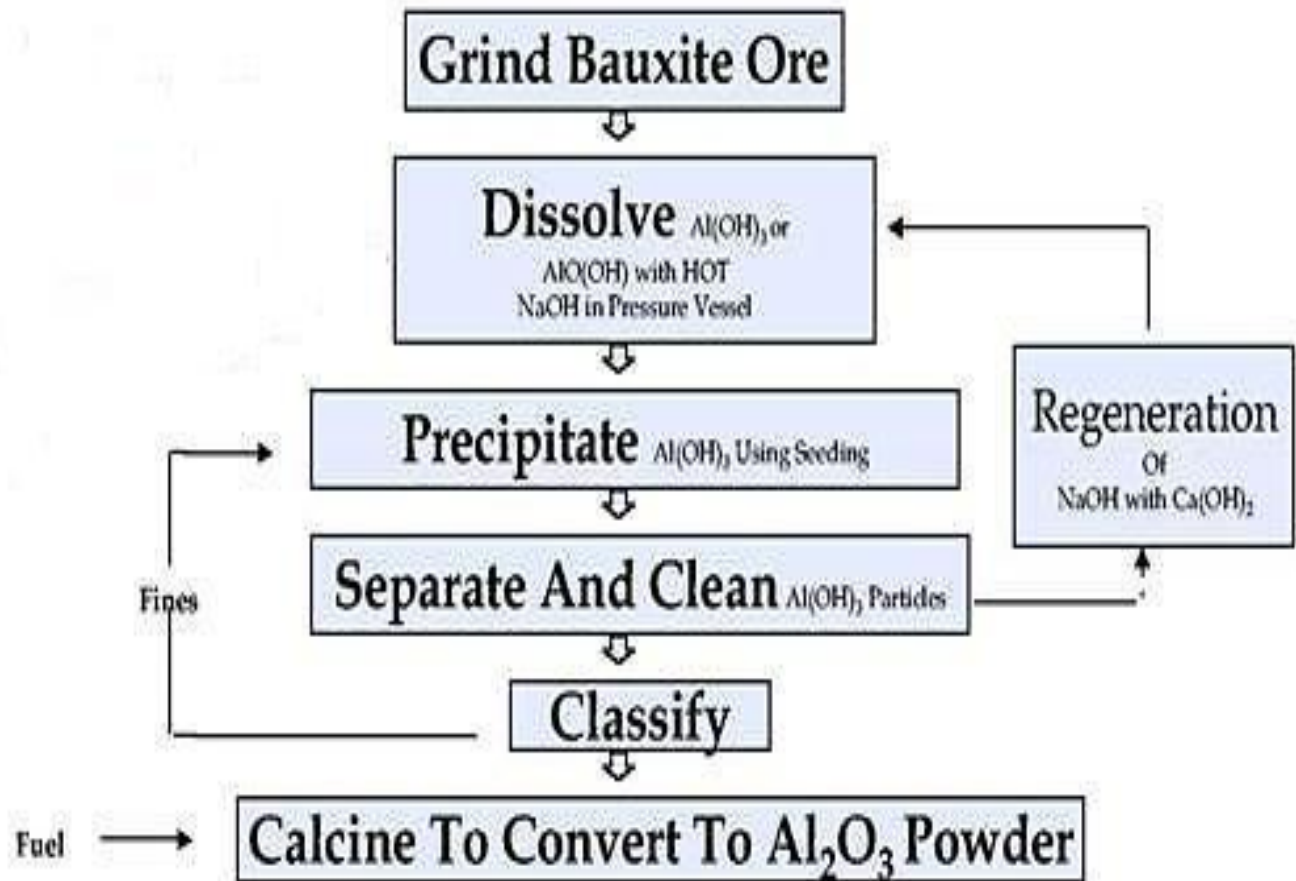 Grind Bauxite Ore
Dissolve Al(OH)₃ or
AlO(OH) with HOT
NaOH in Pressure Vessel
Precipitate Al(OH)₃ Using Seeding
Regeneration
Of
NaOH with Ca(OH)₂
Separate And Clean Al(OH)₃ Particles
Fines
Classify
Fuel
Calcine To Convert To Al₂O₃ Powder